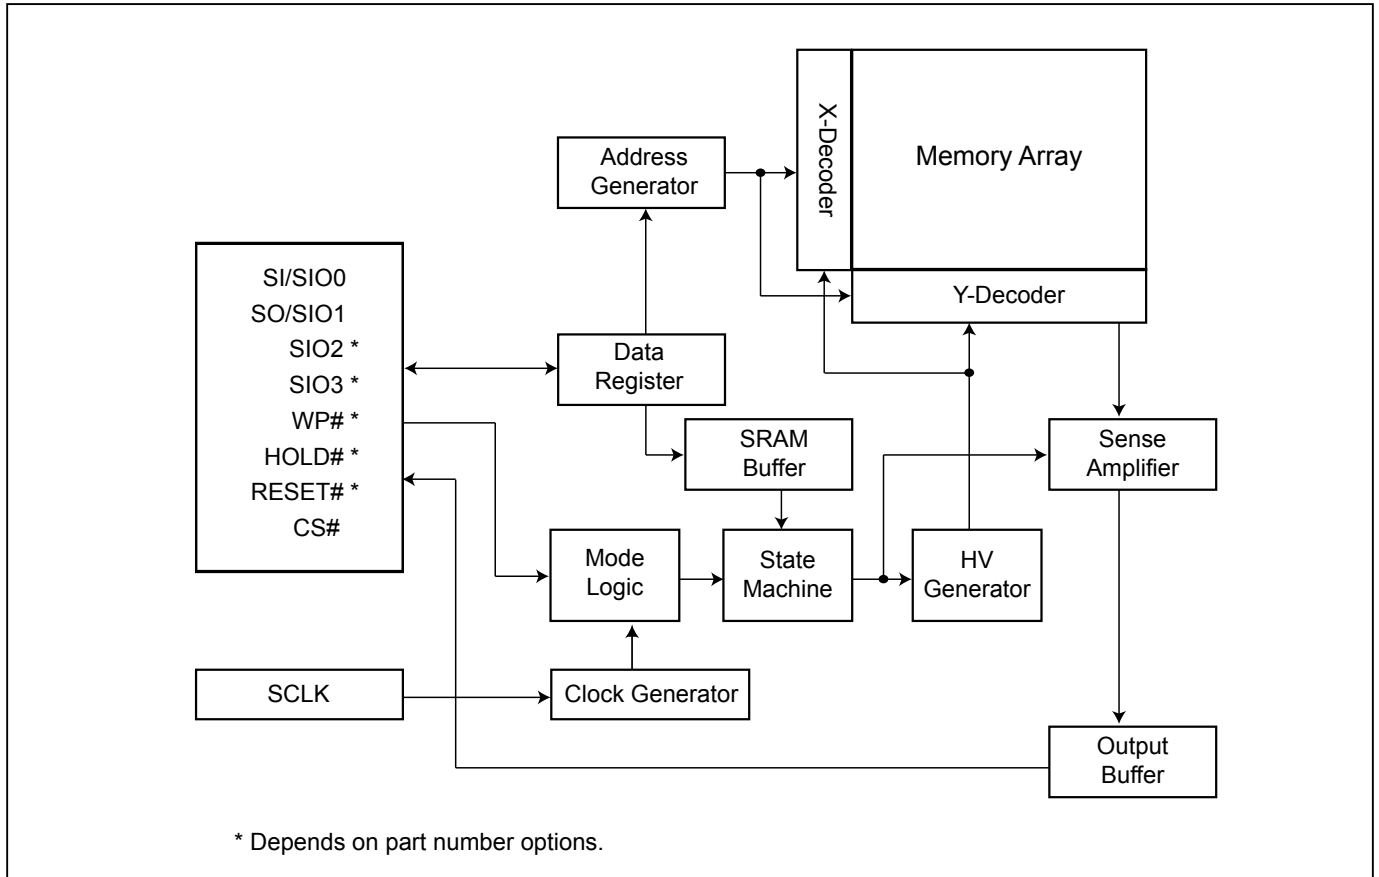 X-Decoder
Memory Array
Address
Generator
SI/SIO0
SO/SIO1
SIO2 *
SIO3 *
WP# *
HOLD# *
RESET# *
CS#
Y-Decoder
Data
Register
SRAM
Buffer
Sense
Amplifier
Mode
Logic
State
Machine
HV
Generator
SCLK
Clock Generator
Output
Buffer
* Depends on part number options.